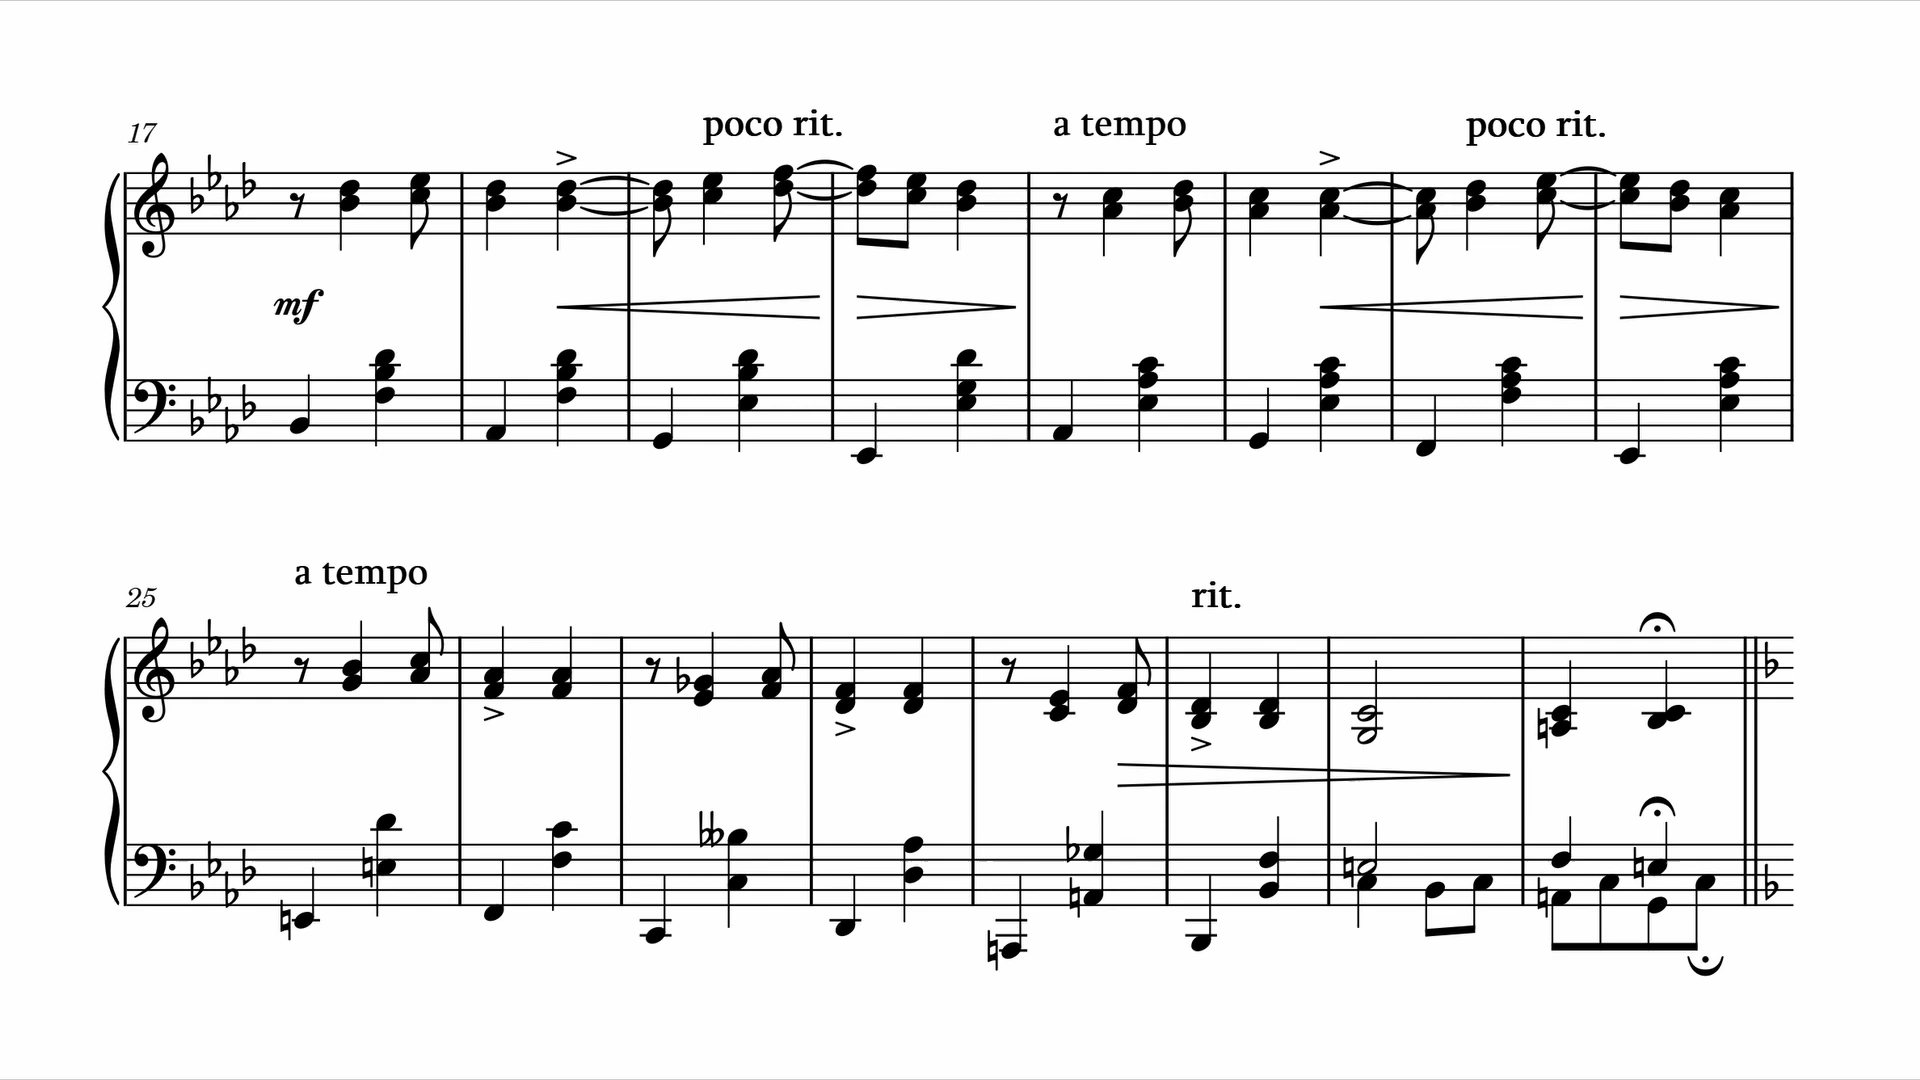 17
poco rit.
a tempo
poco rit.
mf
25
a tempo
rit.